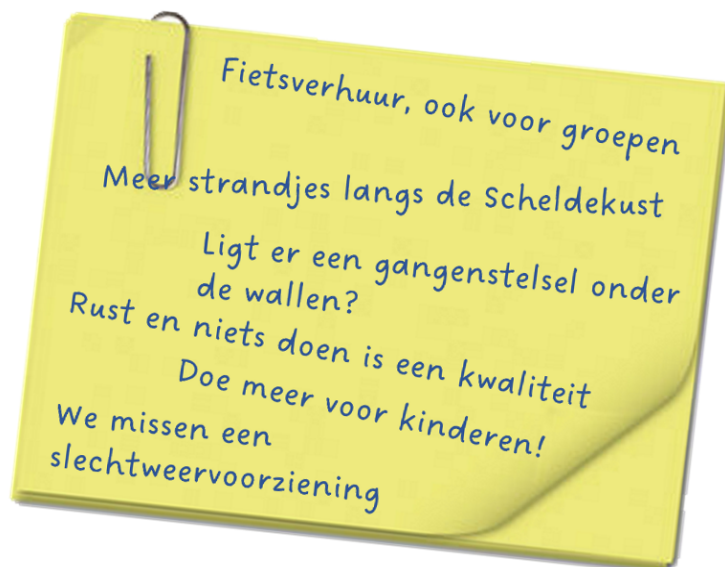 Fietsverhuur, ook voor groepen
Meer strandjes langs de Scheldekust
Ligt er een gangenstelsel onder
de wallen?
Rust en niets doen is een kwaliteit
Doe meer voor kinderen!
We missen een
slechtweervoorziening